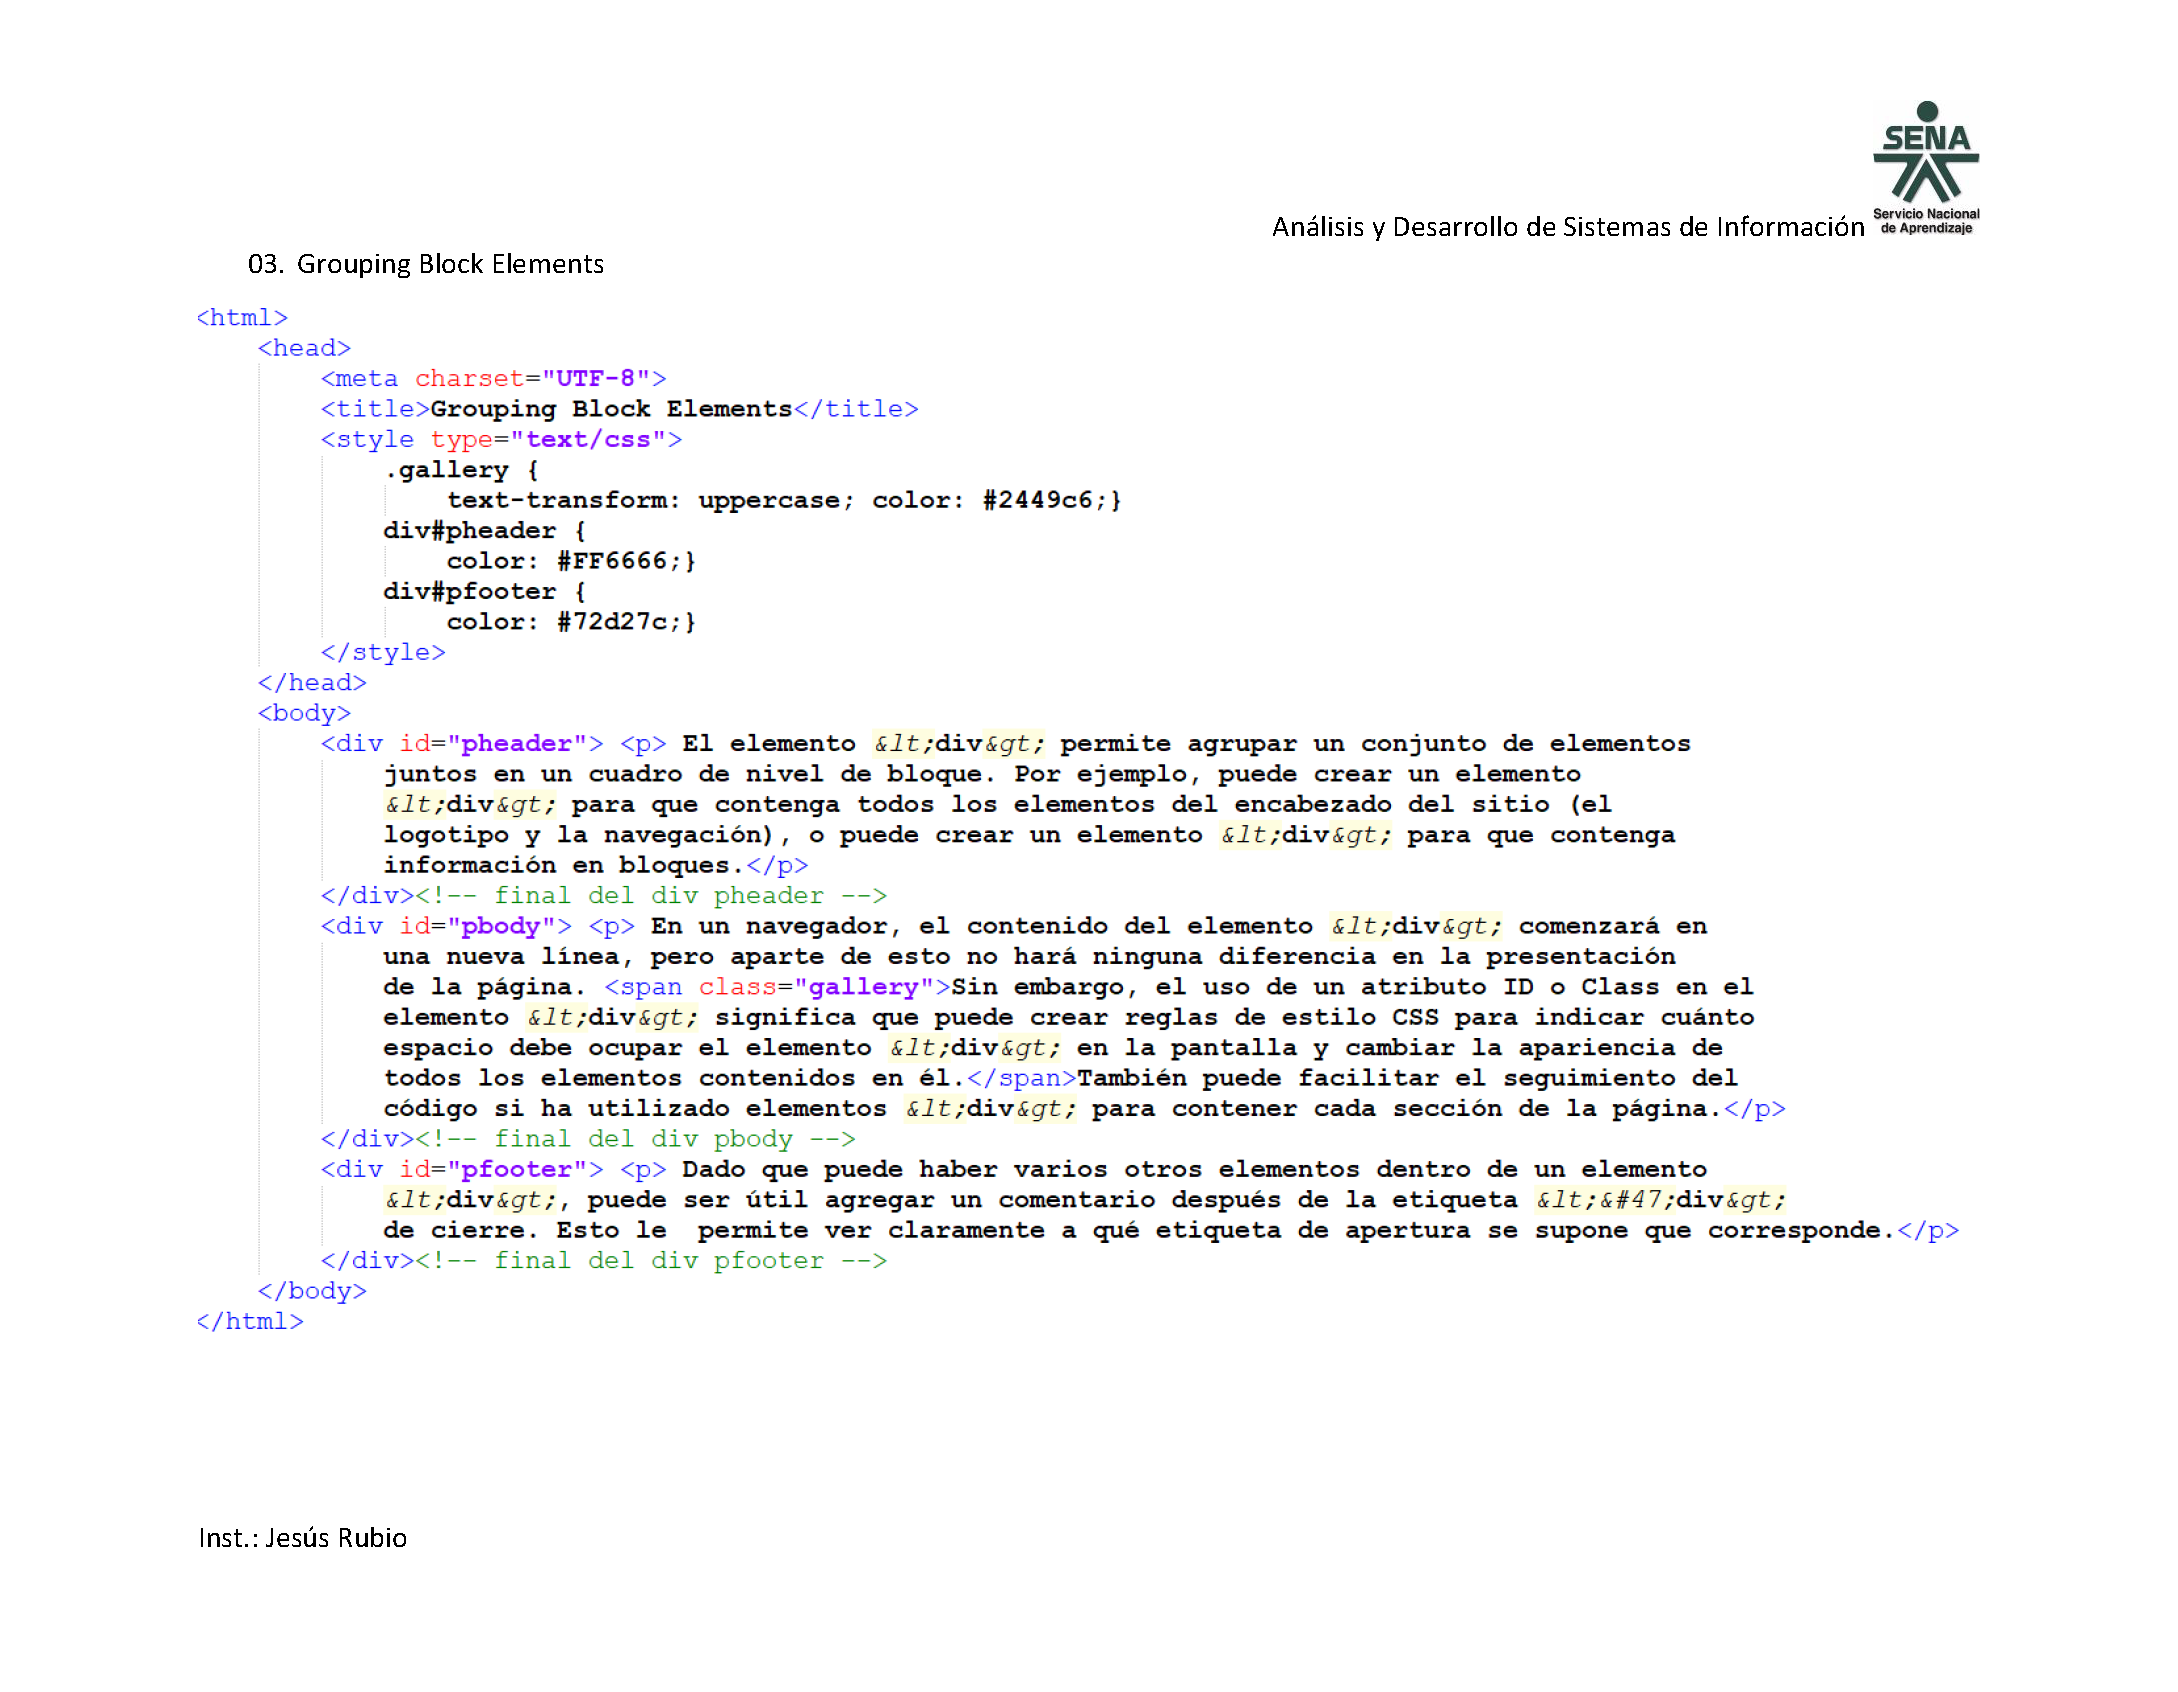 SENA
Servicio Nacional
de Aprendizaje
Análisis y Desarrollo de Sistemas de Información
03. Grouping Block Elements
<html>
<head>
<meta charset="UTF-8">
<title>Grouping Block Elements</title>
<style type="text/css">
.gallery {
text-transform: uppercase; color: #2449c6;}
div#pheader {
color: #FF6666;}
div#pfooter {
color: #72d27c;}
</style>
</head>
<body>
<div id="pheader"> <p> El elemento &lt;div&gt; permite agrupar un conjunto de elementos
juntos en un cuadro de nivel de bloque. Por ejemplo, puede crear un elemento
&lt;div&gt; para que contenga todos los elementos del encabezado del sitio (el
logotipo y la navegación), o puede crear un elemento &lt;div&gt; para que contenga
información en bloques.</p>
</div><!-- final del div pheader -->
<div id="pbody"> <p> En un navegador, el contenido del elemento &lt;div&gt; comenzará en
una nueva línea, pero aparte de esto no hará ninguna diferencia en la presentación
de la página. <span class="gallery">Sin embargo, el uso de un atributo ID o Class en el
elemento &lt;div&gt; significa que puede crear reglas de estilo CSS para indicar cuánto
espacio debe ocupar el elemento &lt;div&gt; en la pantalla y cambiar la apariencia de
todos los elementos contenidos en él.</span>También puede facilitar el seguimiento del
código si ha utilizado elementos &lt;div&gt; para contener cada sección de la página.</p>
</div><!-- final del div pbody -->
<div id="pfooter"> <p> Dado que puede haber varios otros elementos dentro de un elemento
&lt;div&gt;, puede ser útil agregar un comentario después de la etiqueta &lt;&#47;div&gt;
de cierre. Esto le  permite ver claramente a qué etiqueta de apertura se supone que corresponde.</p>
</div><!-- final del div pfooter -->
</body>
</html>
Inst.: Jesús Rubio